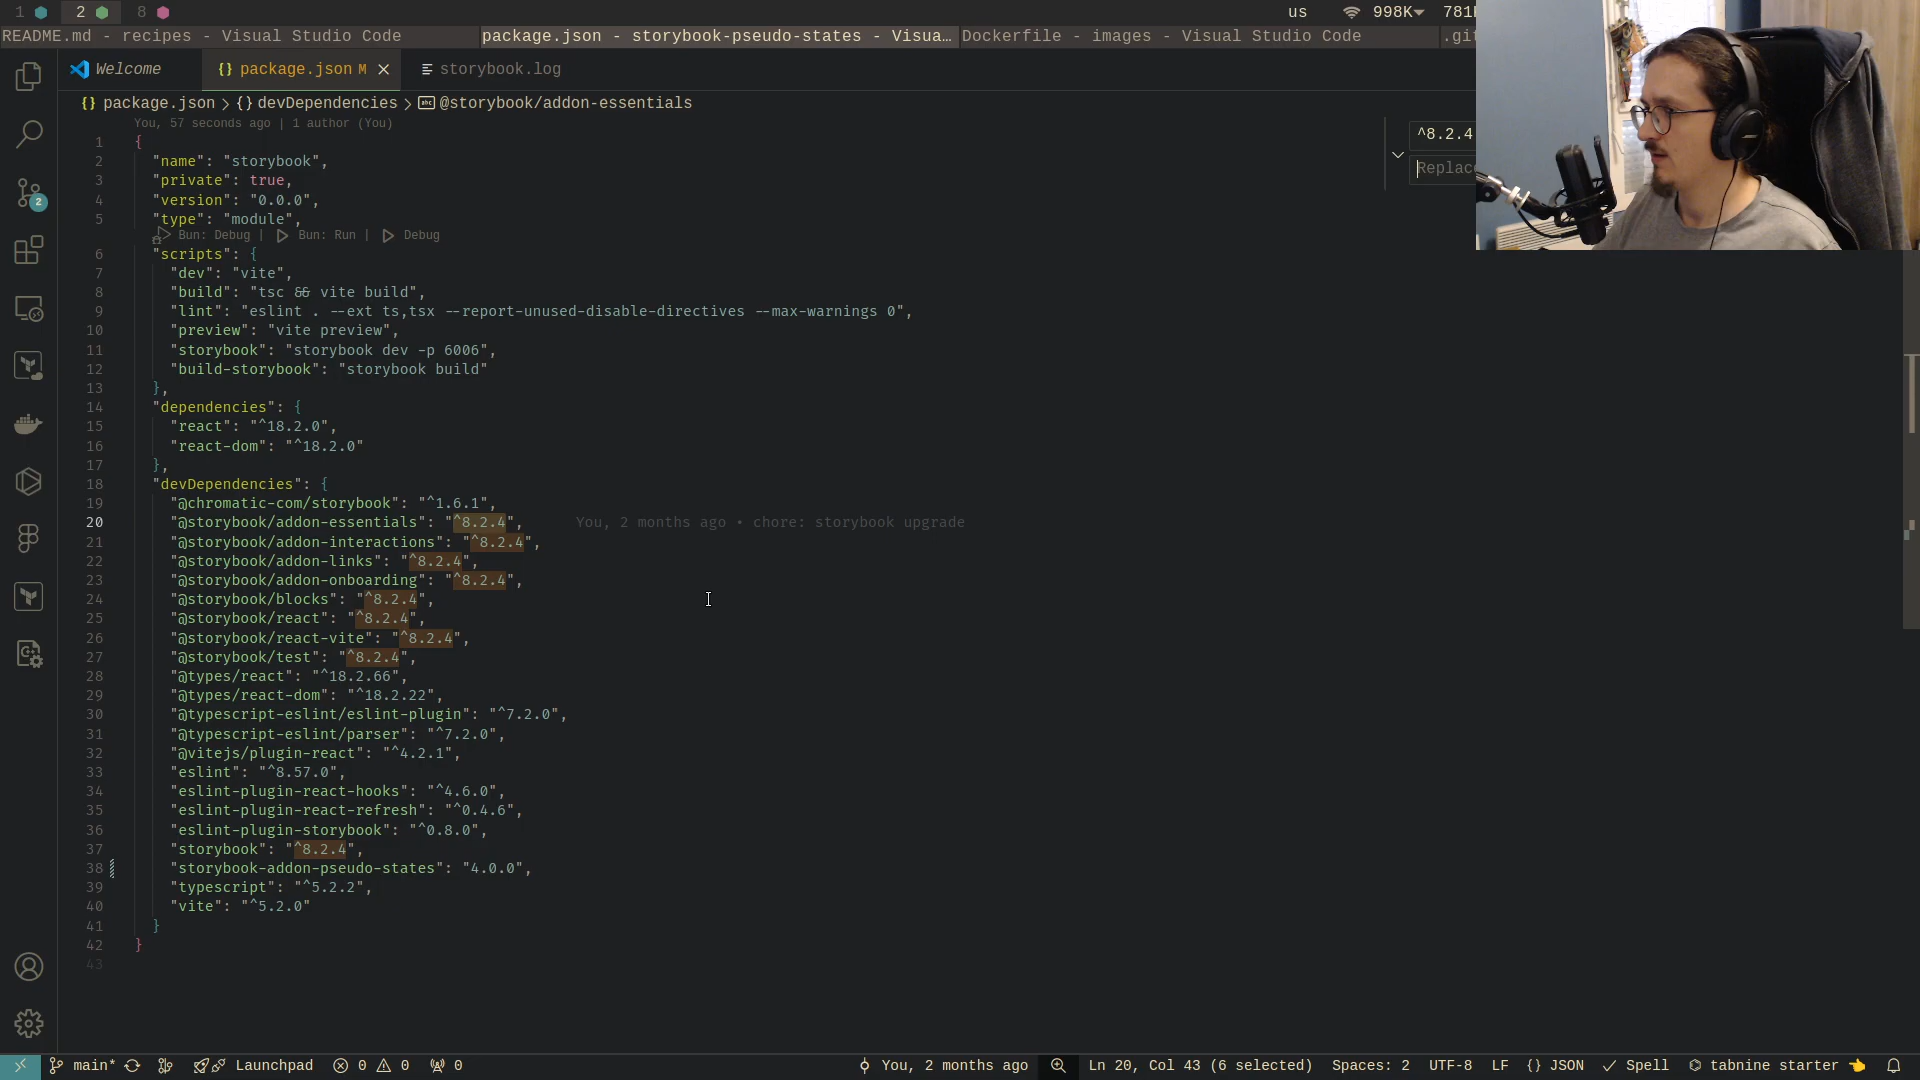 1 2 8 us 998K 781
README.md - recipes - Visual Studio Code package.json - storybook-pseudo-states - Visua… Dockerfile - images - Visual Studio Code
Welcome {} package.json M storybook.log
{} package.json > {} devDependencies > @storybook/addon-essentials
You, 57 seconds ago | 1 author (You)
^8.2.4
Replac
1 {
2 "name": "storybook",
3 "private": true,
4 "version": "0.0.0",
5 "type": "module",
Bun: Debug | Bun: Run | Debug
6 "scripts": {
7 "dev": "vite",
8 "build": "tsc && vite build",
9 "lint": "eslint . --ext ts,tsx --report-unused-disable-directives --max-warnings 0",
10 "preview": "vite preview",
11 "storybook": "storybook dev -p 6006",
12 "build-storybook": "storybook build"
13 },
14 "dependencies": {
15 "react": "^18.2.0",
16 "react-dom": "^18.2.0"
17 },
18 "devDependencies": {
19 "@chromatic-com/storybook": "^1.6.1",
20 "@storybook/addon-essentials": "^8.2.4", You, 2 months ago • chore: storybook upgrade
21 "@storybook/addon-interactions": "^8.2.4",
22 "@storybook/addon-links": "^8.2.4",
23 "@storybook/addon-onboarding": "^8.2.4",
24 "@storybook/blocks": "^8.2.4",
25 "@storybook/react": "^8.2.4",
26 "@storybook/react-vite": "^8.2.4",
27 "@storybook/test": "^8.2.4",
28 "@types/react": "^18.2.66",
29 "@types/react-dom": "^18.2.22",
30 "@typescript-eslint/eslint-plugin": "^7.2.0",
31 "@typescript-eslint/parser": "^7.2.0",
32 "@vitejs/plugin-react": "^4.2.1",
33 "eslint": "^8.57.0",
34 "eslint-plugin-react-hooks": "^4.6.0",
35 "eslint-plugin-react-refresh": "^0.4.6",
36 "eslint-plugin-storybook": "^0.8.0",
37 "storybook": "^8.2.4",
38 "storybook-addon-pseudo-states": "4.0.0",
39 "typescript": "^5.2.2",
40 "vite": "^5.2.0"
41 }
42 }
43
2
main* Launchpad 0 0 0 You, 2 months ago Ln 20, Col 43 (6 selected) Spaces: 2 UTF-8 LF {} JSON Spell tabnine starter